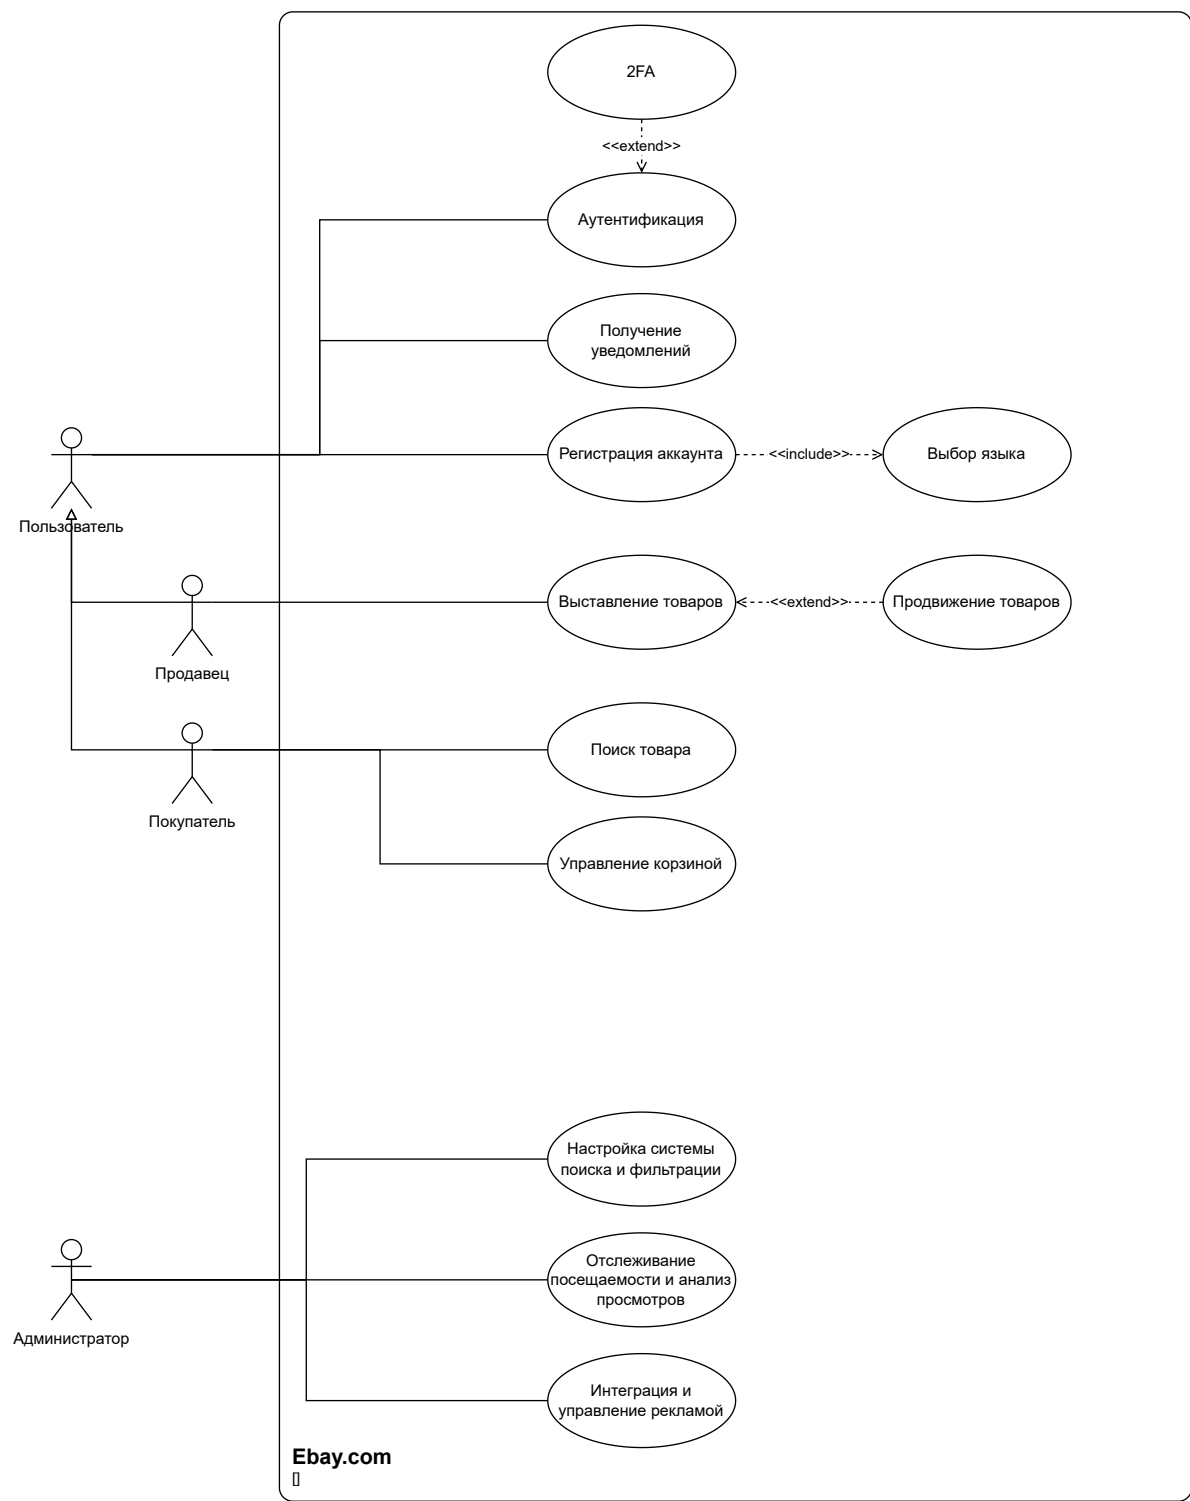 2FA
<<extend>>
Аутентификация
Получение
уведомлений
Регистрация аккаунта
<<include>>
Выбор языка
Пользователь
Выставление товаров
<<extend>>
Продвижение товаров
Продавец
Поиск товара
Покупатель
Управление корзиной
Настройка системы
поиска и фильтрации
Отслеживание
посещаемости и анализ
просмотров
Администратор
Интеграция и
управление рекламой
Ebay.com
[]